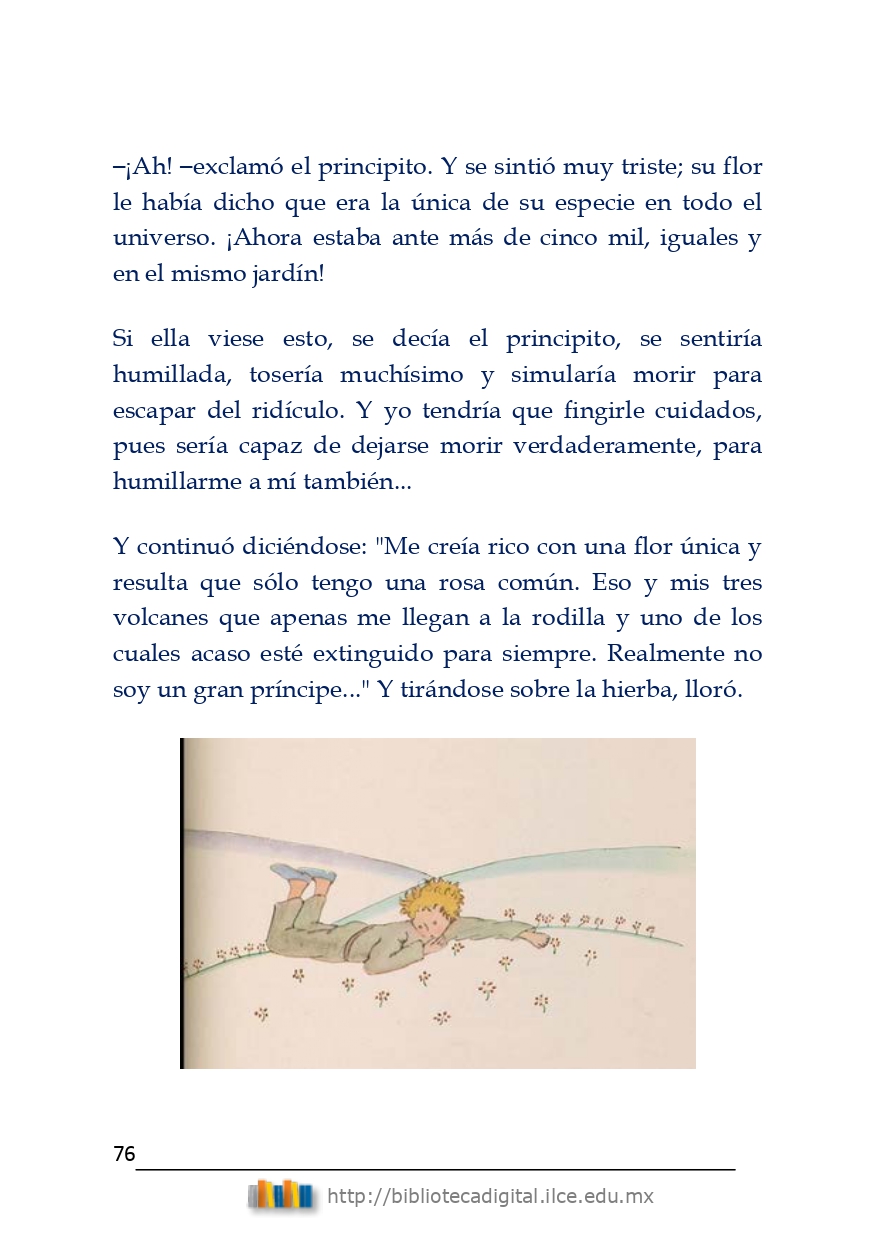 –¡Ah! –exclamó el principito. Y se sintió muy triste; su flor
le había dicho que era la única de su especie en todo el
universo. ¡Ahora estaba ante más de cinco mil, iguales y
en el mismo jardín!
Si ella viese esto, se decía el principito, se sentiría
humillada, tosería muchísimo y simularía morir para
escapar del ridículo. Y yo tendría que fingirle cuidados,
pues sería capaz de dejarse morir verdaderamente, para
humillarme a mí también...
Y continuó diciéndose: "Me creía rico con una flor única y
resulta que sólo tengo una rosa común. Eso y mis tres
volcanes que apenas me llegan a la rodilla y uno de los
cuales acaso esté extinguido para siempre. Realmente no
soy un gran príncipe..." Y tirándose sobre la hierba, lloró.
76
http://bibliotecadigital.ilce.edu.mx